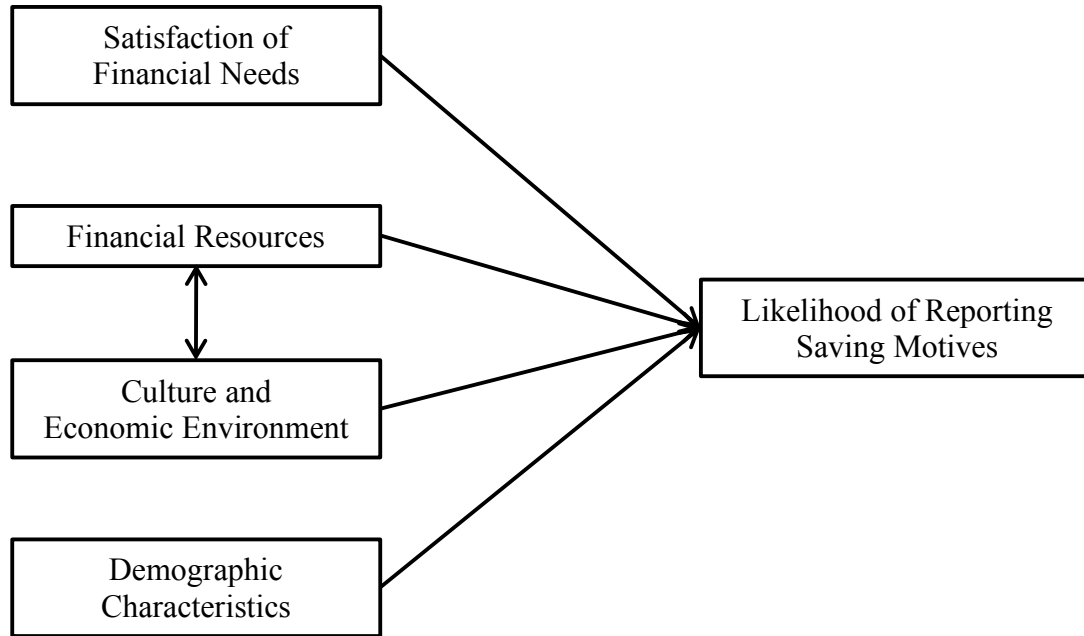 Satisfaction of
Financial Needs
Financial Resources
Culture and
Economic Environment
Demographic
Characteristics
Likelihood of Reporting
Saving Motives